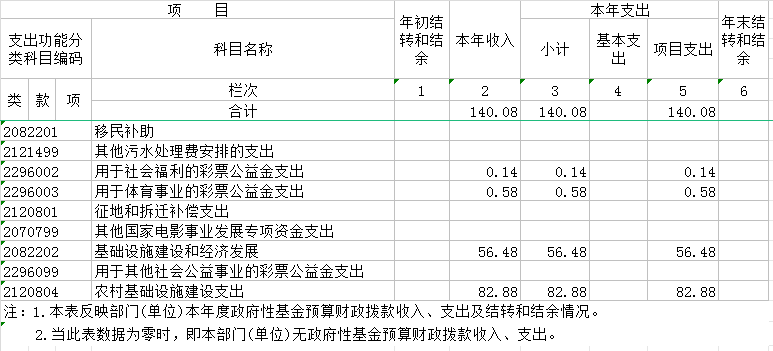 项 目 年初结转和结余 本年收入 本年支出 年末结转和结余
支出功能分类科目编码 科目名称 小计 基本支出 项目支出
类 款 项 栏次 1 2 3 4 5 6
合计 140.08 140.08 140.08
2082201 移民补助
2121499 其他污水处理费安排的支出
2296002 用于社会福利的彩票公益金支出 0.14 0.14 0.14
2296003 用于体育事业的彩票公益金支出 0.58 0.58 0.58
2120801 征地和拆迁补偿支出
2070799 其他国家电影事业发展专项资金支出
2082202 基础设施建设和经济发展 56.48 56.48 56.48
2296099 用于其他社会公益事业的彩票公益金支出
2120804 农村基础设施建设支出 82.88 82.88 82.88
注：1.本表反映部门(单位)本年度政府性基金预算财政拨款收入、支出及结转和结余情况。
2.当此表数据为零时，即本部门(单位)无政府性基金预算财政拨款收入、支出。